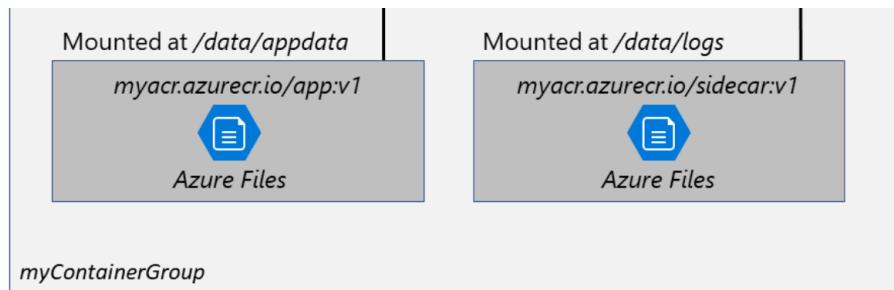 Mounted at /data/appdata
Mounted at /data/logs
myacr.azurecr.io/app:v1
myacr.azurecr.io/sidecar:v1
Azure Files
Azure Files
myContainerGroup